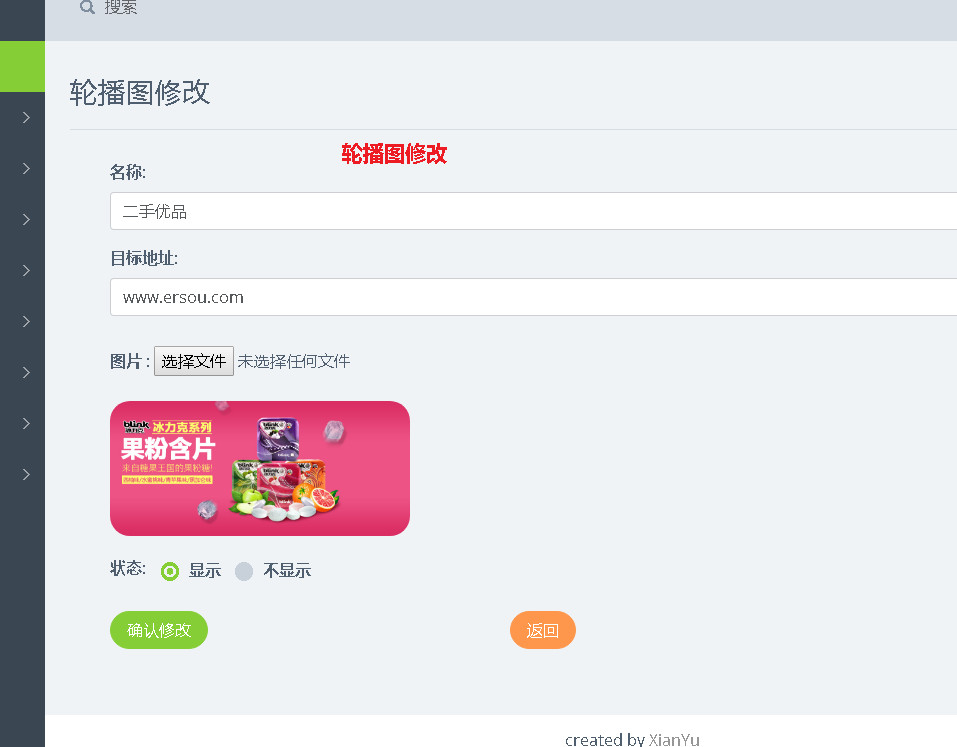 搜索
轮播图修改
轮播图修改
名称:
二手优品
目标地址:
www.ersou.com
图片 : 选择文件 未选择任何文件
blink 冰力克系列
果粉含片
来自糖果王国的果粉糖!
状态: 显示 不显示
确认修改 返回
created by XianYu